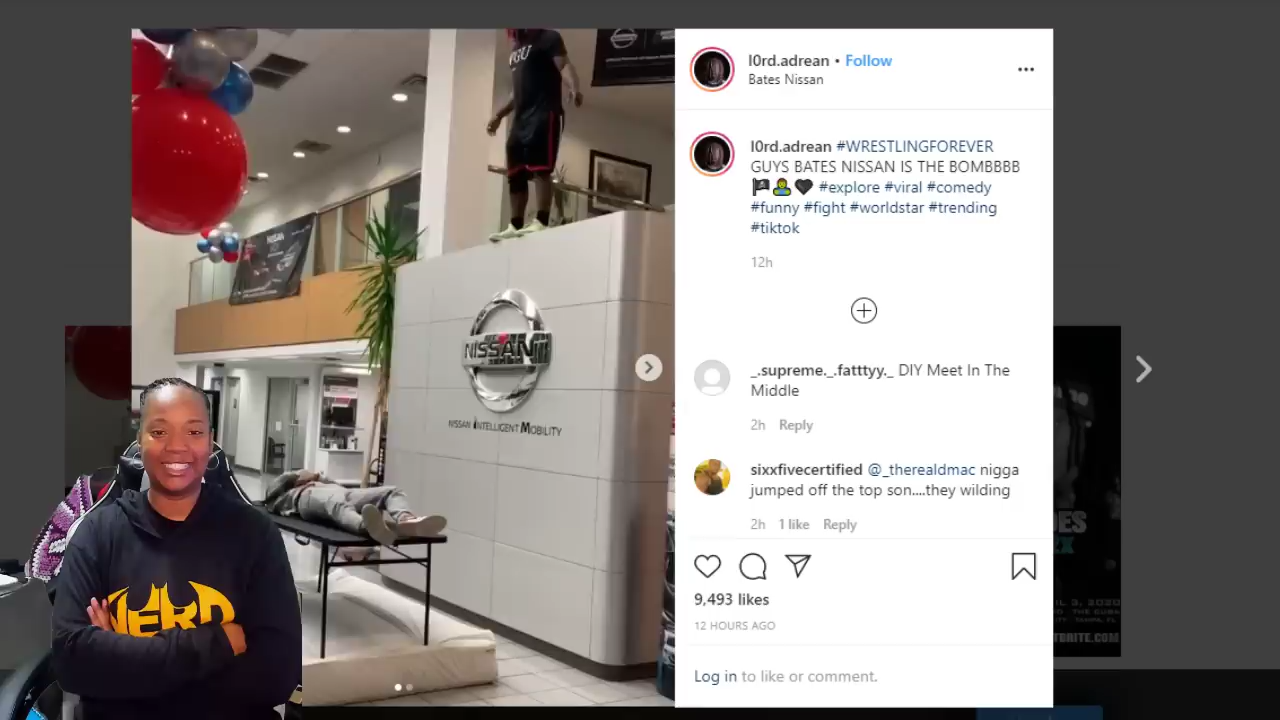 GU
NISSAN
NISSAN
NISSAN INTELLIGENT MOBILITY
NERD
l0rd.adrean • Follow
Bates Nissan
l0rd.adrean #WRESTLINGFOREVER
GUYS BATES NISSAN IS THE BOMBBBB
🏴🧟‍♂️🖤 #explore #viral #comedy
#funny #fight #worldstar #trending
#tiktok
12h
_.supreme._.fatttyy._ DIY Meet In The
Middle
2h Reply
sixxfivecertified @_therealdmac nigga
jumped off the top son....they wilding
2h 1 like Reply
9,493 likes
12 HOURS AGO
Log in to like or comment.